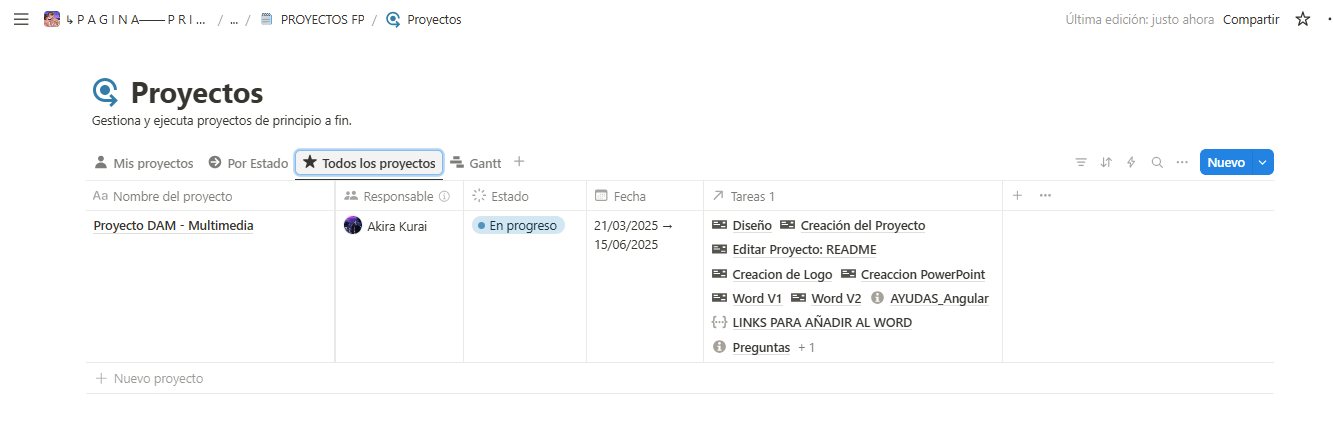 ↳ P A G I N A—— P R I ... / ... / PROYECTOS FP / Proyectos
Última edición: justo ahora Compartir
Proyectos
Gestiona y ejecuta proyectos de principio a fin.
Mis proyectos Por Estado Todos los proyectos Gantt +
Nuevo
Aa Nombre del proyecto Responsable Estado Fecha Tareas 1
Proyecto DAM - Multimedia
Akira Kurai
En progreso
21/03/2025 →
15/06/2025
Diseño Creación del Proyecto
Editar Proyecto: README
Creacion de Logo Creaccion PowerPoint
Word V1 Word V2 AYUDAS_Angular
LINKS PARA AÑADIR AL WORD
Preguntas + 1
+ Nuevo proyecto